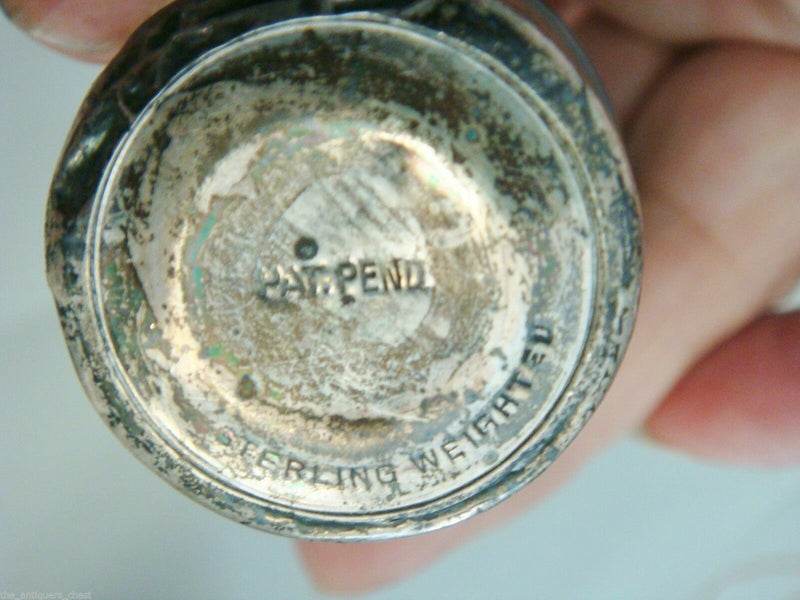 PAT. PEND.
STERLING WEIGHTED
the_antiquers_chest